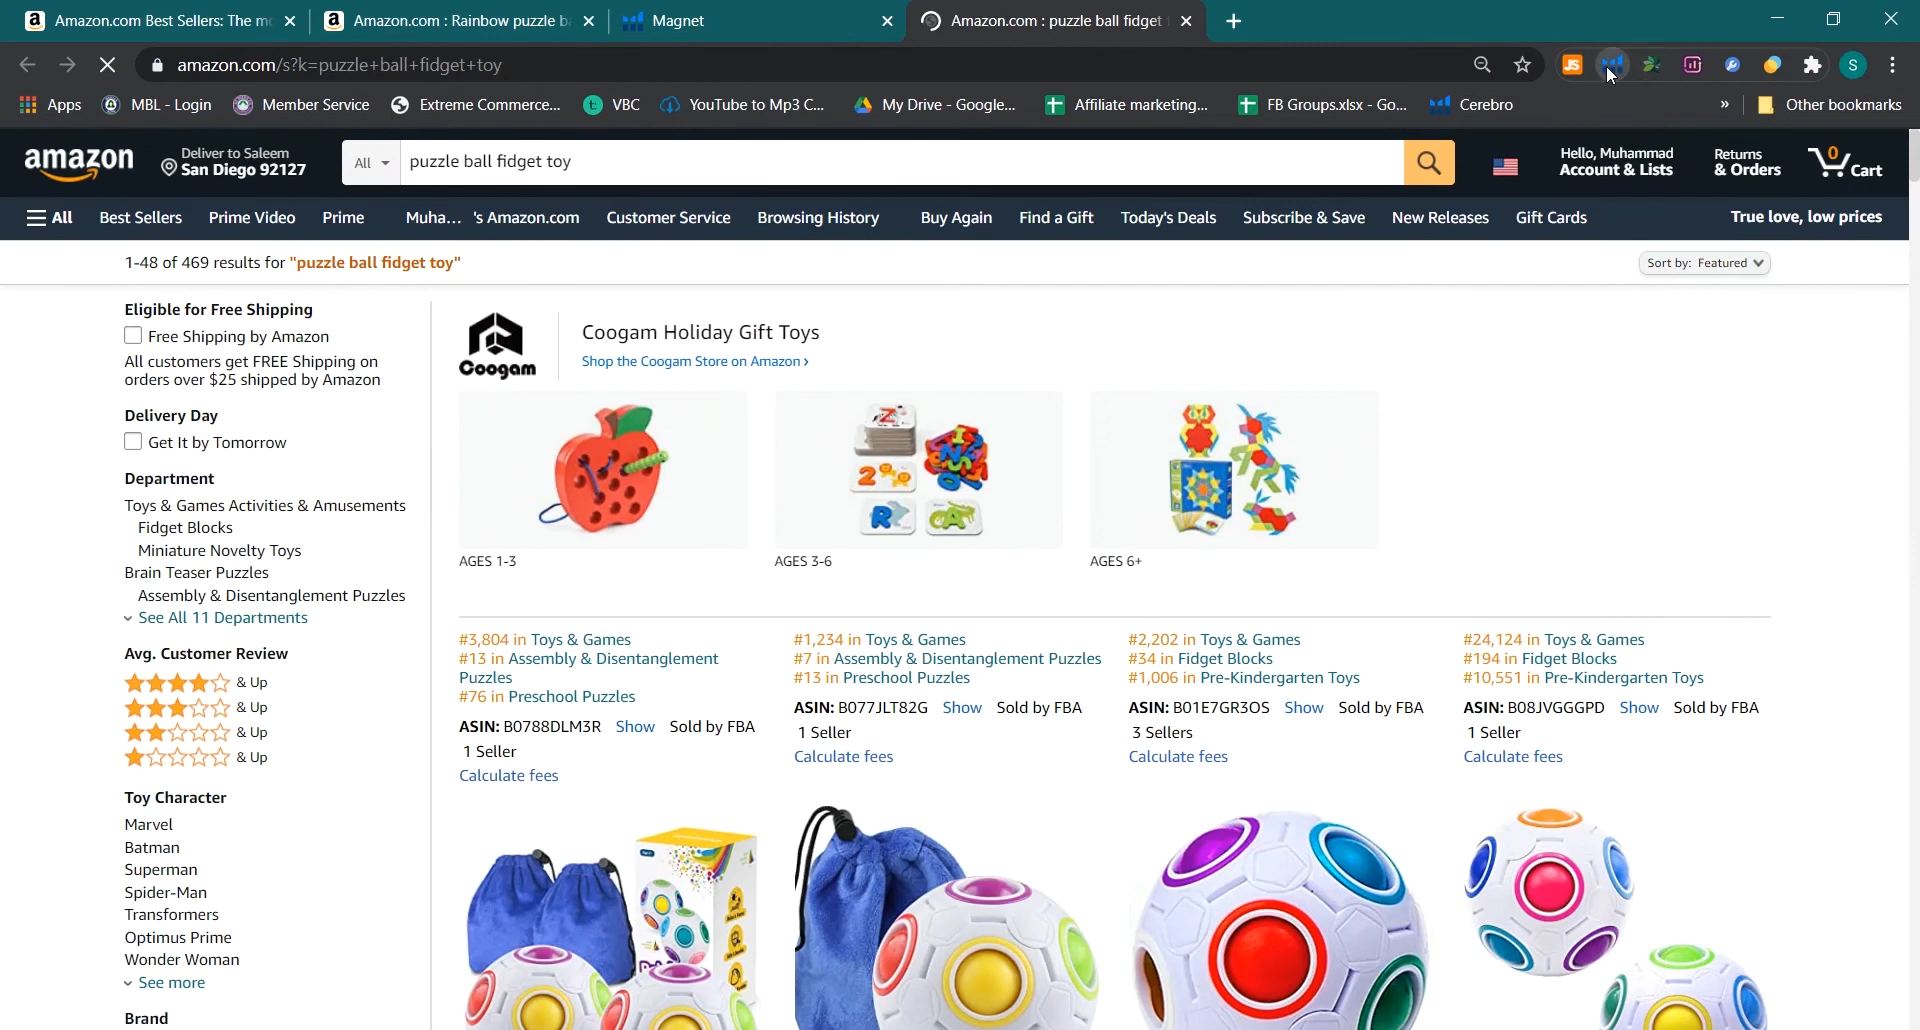 Amazon.com Best Sellers: The m
Amazon.com : Rainbow puzzle b
Magnet
Amazon.com : puzzle ball fidget
amazon.com/s?k=puzzle+ball+fidget+toy
JS
S
Apps
MBL - Login
Member Service
Extreme Commerce...
VBC
YouTube to Mp3 C...
My Drive - Google...
Affiliate marketing...
FB Groups.xlsx - Go...
Cerebro
»
Other bookmarks
amazon
Deliver to Saleem
San Diego 92127
All
puzzle ball fidget toy
Hello, Muhammad
Account & Lists
Returns
& Orders
0
Cart
All
Best Sellers
Prime Video
Prime
Muha... 's Amazon.com
Customer Service
Browsing History
Buy Again
Find a Gift
Today's Deals
Subscribe & Save
New Releases
Gift Cards
True love, low prices
1-48 of 469 results for "puzzle ball fidget toy"
Sort by: Featured
Eligible for Free Shipping
Free Shipping by Amazon
All customers get FREE Shipping on
orders over $25 shipped by Amazon
Delivery Day
Get It by Tomorrow
Department
Toys & Games Activities & Amusements
Fidget Blocks
Miniature Novelty Toys
Brain Teaser Puzzles
Assembly & Disentanglement Puzzles
See All 11 Departments
Avg. Customer Review
& Up
& Up
& Up
& Up
Toy Character
Marvel
Batman
Superman
Spider-Man
Transformers
Optimus Prime
Wonder Woman
See more
Brand
Coogam
Coogam Holiday Gift Toys
Shop the Coogam Store on Amazon ›
AGES 1-3
AGES 3-6
AGES 6+
#3,804 in Toys & Games
#13 in Assembly & Disentanglement
Puzzles
#76 in Preschool Puzzles
ASIN: B0788DLM3R Show Sold by FBA
1 Seller
Calculate fees
#1,234 in Toys & Games
#7 in Assembly & Disentanglement Puzzles
#13 in Preschool Puzzles
ASIN: B077JLT82G Show Sold by FBA
1 Seller
Calculate fees
#2,202 in Toys & Games
#34 in Fidget Blocks
#1,006 in Pre-Kindergarten Toys
ASIN: B01E7GR3OS Show Sold by FBA
3 Sellers
Calculate fees
#24,124 in Toys & Games
#194 in Fidget Blocks
#10,551 in Pre-Kindergarten Toys
ASIN: B08JVGGGPD Show Sold by FBA
1 Seller
Calculate fees